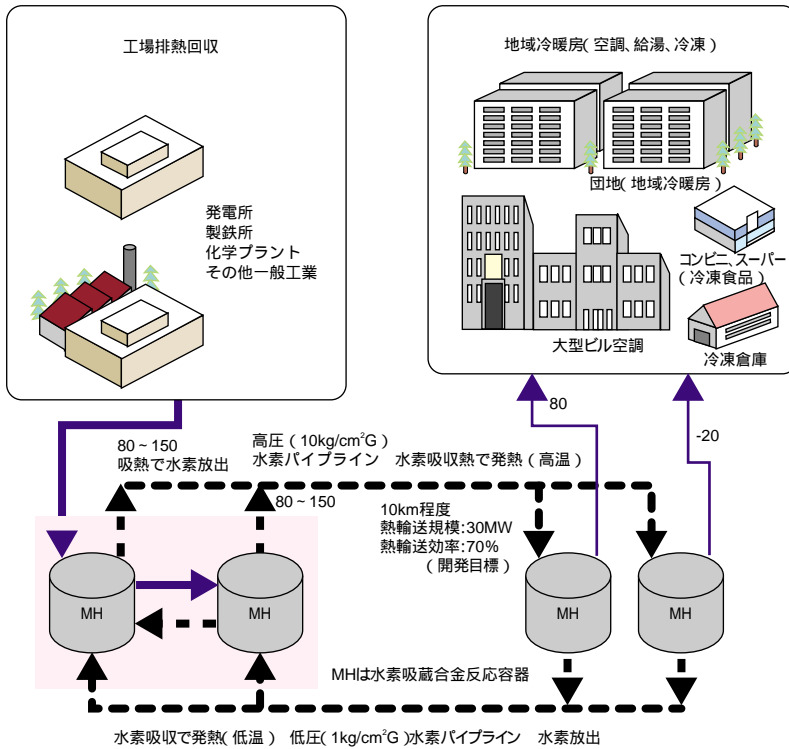 工場排熱回収
発電所
製鉄所
化学プラント
その他一般工業
地域冷暖房(空調、給湯、冷凍)
団地(地域冷暖房)
コンビニ、スーパー
(冷凍食品)
大型ビル空調
冷凍倉庫
80
-20
80~150
吸熱で水素放出
高圧(10kg/cm²G)
水素パイプライン 水素吸収熱で発熱(高温)
80~150
10km程度
熱輸送規模:30MW
熱輸送効率:70%
(開発目標)
MH
MH
MH
MH
MHは水素吸蔵合金反応容器
水素吸収で発熱(低温) 低圧(1kg/cm²G)水素パイプライン 水素放出